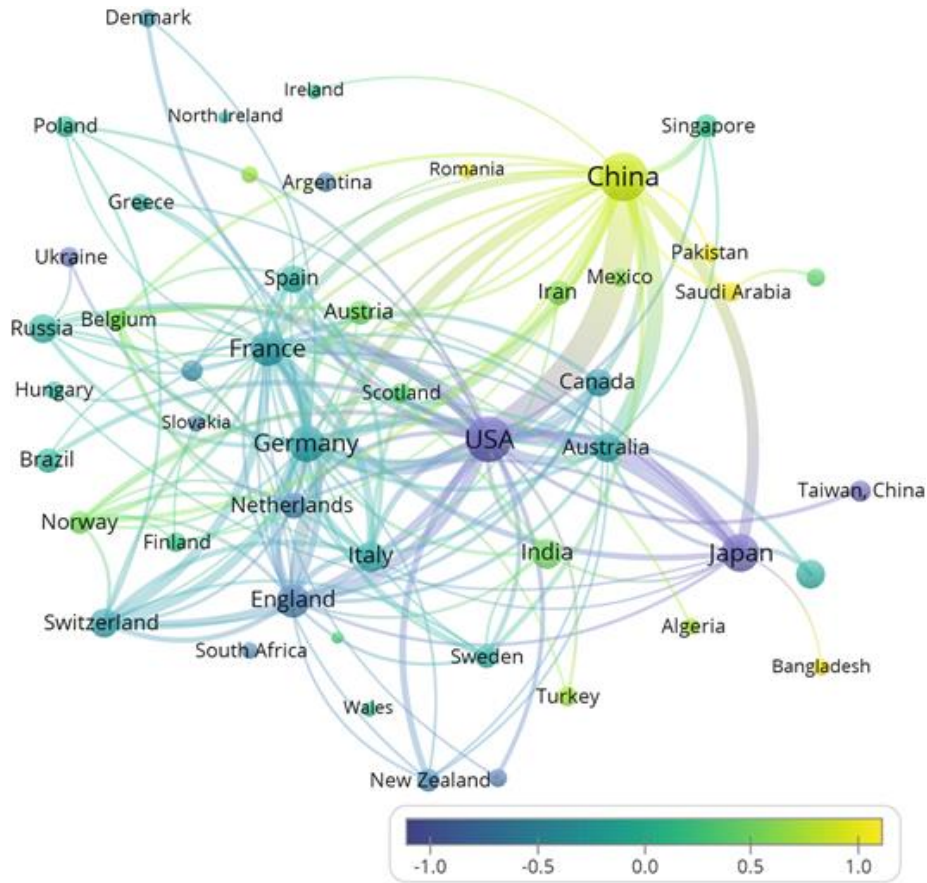 Denmark
Ireland
North Ireland
Poland
Singapore
Romania
China
Argentina
Greece
Ukraine
Pakistan
Spain
Mexico
Iran
Saudi Arabia
Austria
Belgium
Russia
France
Canada
Hungary
Scotland
Slovakia
USA
Germany
Australia
Brazil
Taiwan, China
Netherlands
Norway
Finland
Italy
India
Japan
England
Switzerland
Algeria
South Africa
Sweden
Bangladesh
Turkey
Wales
New Zealand
-1.0 -0.5 0.0 0.5 1.0